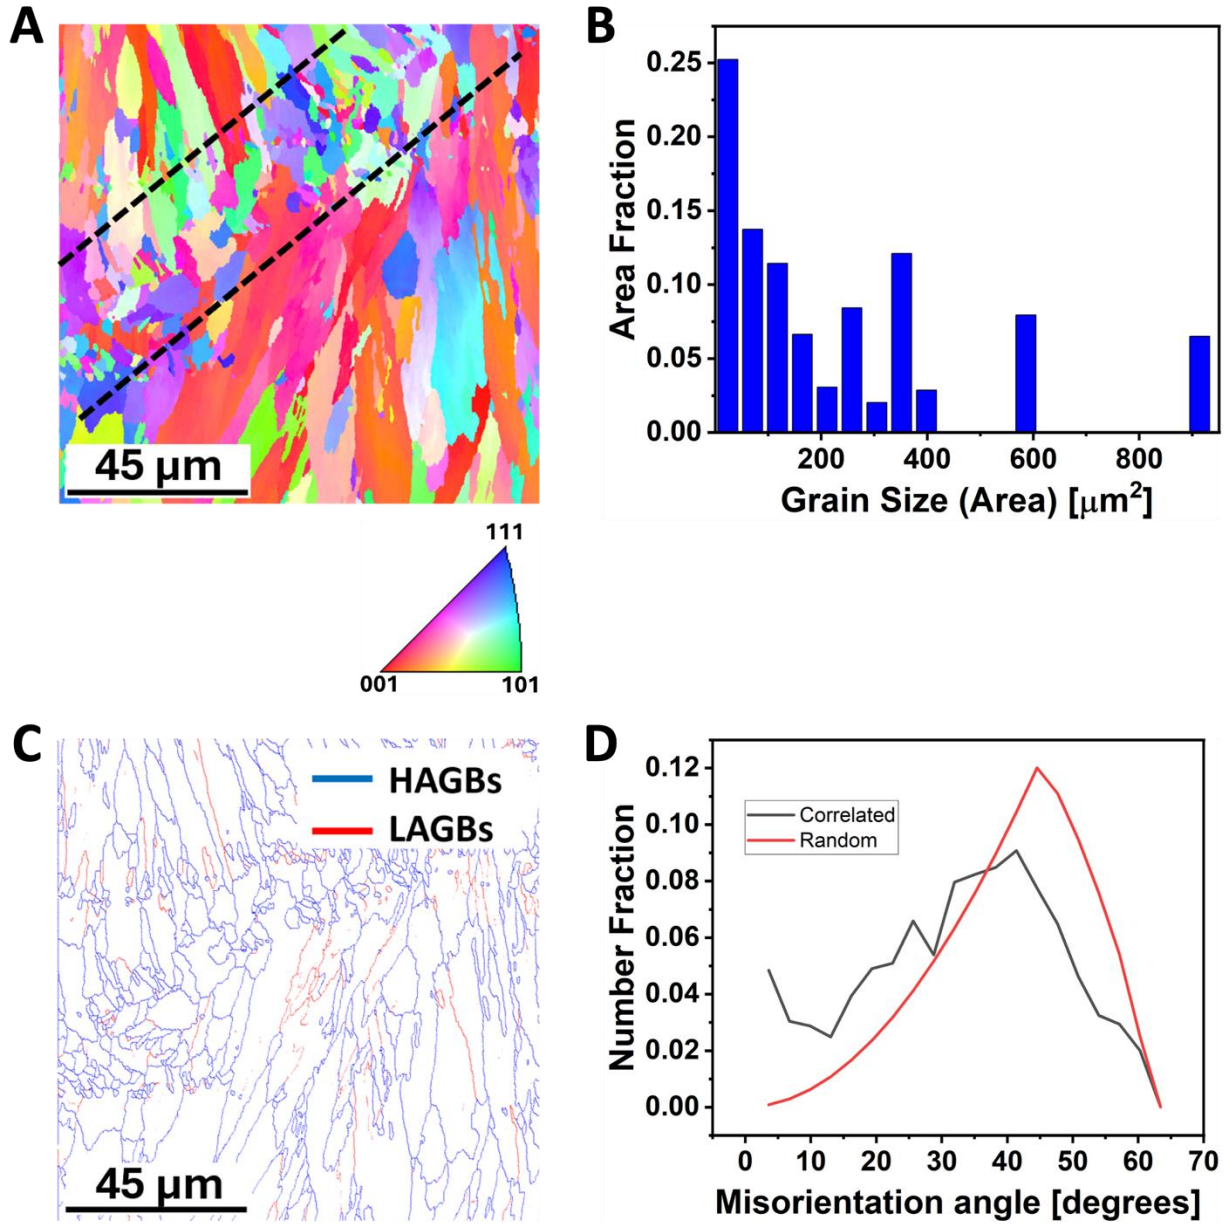 A
45 µm
111
001
101
B
0.25
0.20
0.15
0.10
0.05
0.00
200
400
600
800
Area Fraction
Grain Size (Area) [µm²]
C
HAGBs
LAGBs
45 µm
D
0.12
0.10
0.08
0.06
0.04
0.02
0.00
Correlated
Random
0
10
20
30
40
50
60
70
Number Fraction
Misorientation angle [degrees]